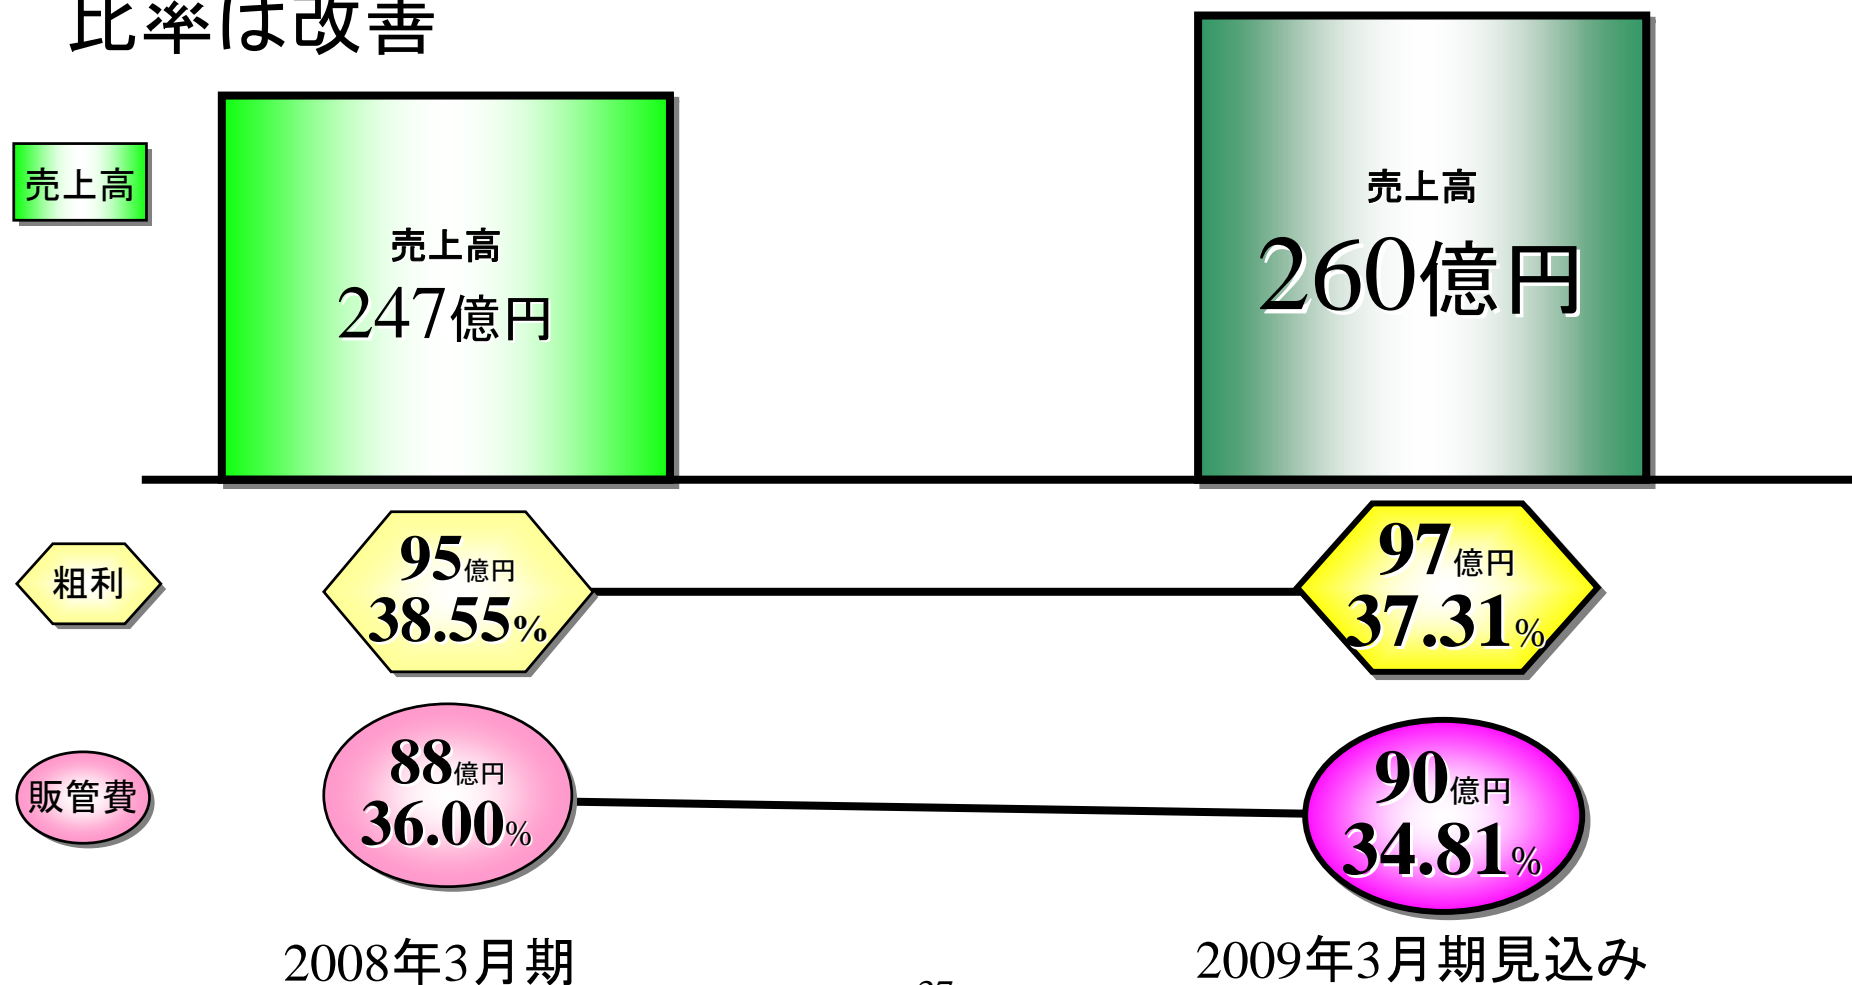 比率は改善
売上高
売上高
247億円
売上高
260億円
粗利
95億円
38.55%
97億円
37.31%
販管費
88億円
36.00%
90億円
34.81%
2008年3月期
2009年3月期見込み